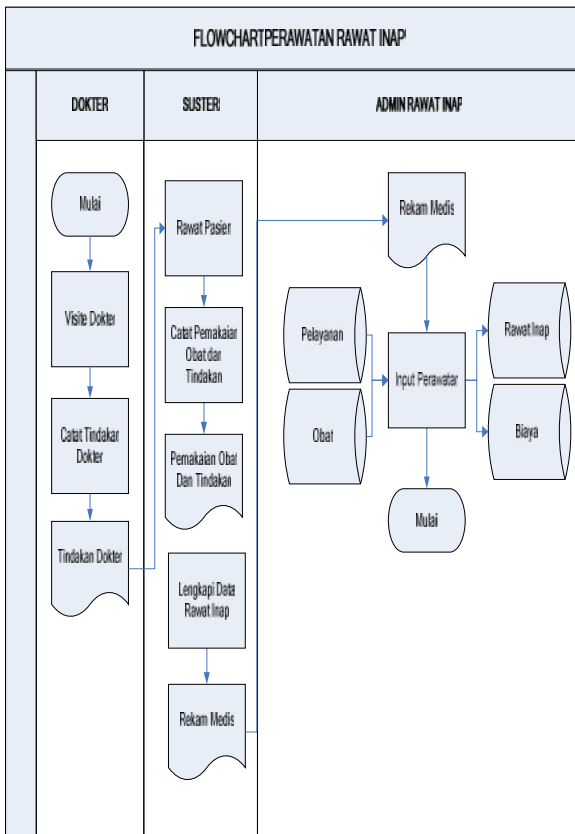 FLOWCHARTPERAWATAN RAWAT INAP
DOKTER
SUSTER
ADMIN RAWAT INAP
Mulai
Visite Dokter
Catat Tindakan
Dokter
Tindakan Dokter
Rawat Pasien
Catat Pemakaian
Obat dan
Tindakan
Pemakaian Obat
Dan Tindakan
Lengkapi Data
Rawat Inap
Rekam Medis
Rekam Medis
Pelayanan
Obat
Input Perawatar
Rawat Inap
Biaya
Mulai